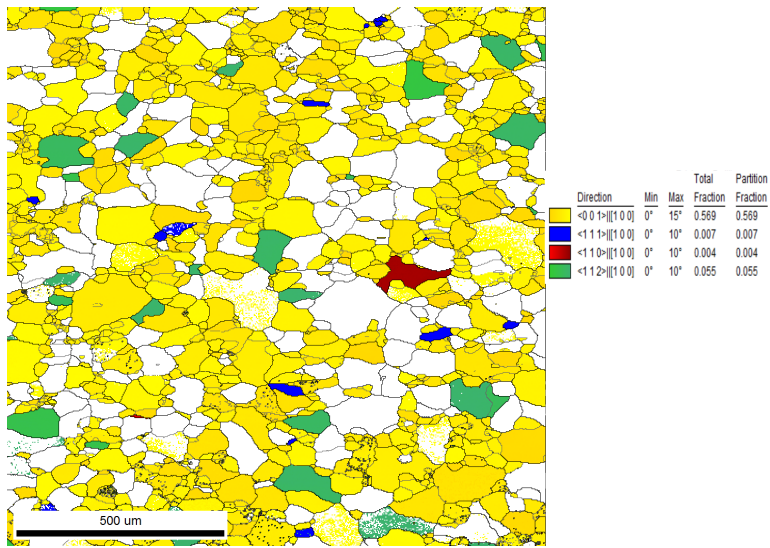 Total Partition
Direction Min Max Fraction Fraction
<0 0 1>||[1 0 0] 0° 15° 0.569 0.569
<1 1 1>||[1 0 0] 0° 10° 0.007 0.007
<1 1 0>||[1 0 0] 0° 10° 0.004 0.004
<1 1 2>||[1 0 0] 0° 10° 0.055 0.055
500 um